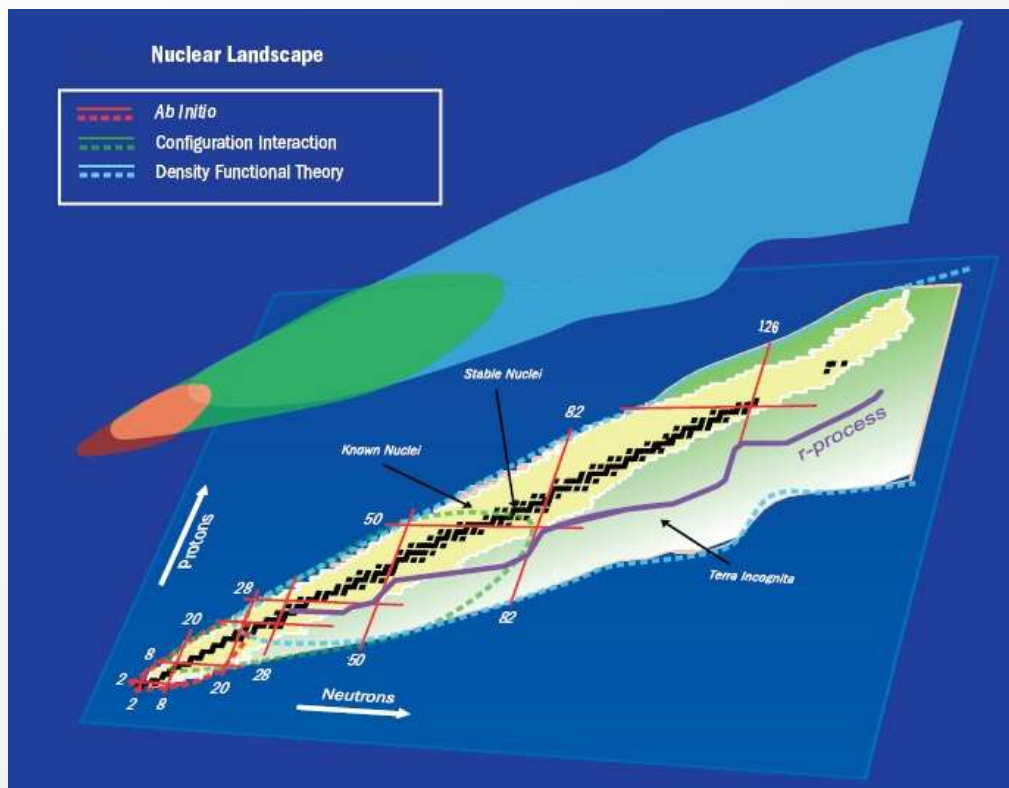 Nuclear Landscape
Ab Initio
Configuration Interaction
Density Functional Theory
126
Stable Nuclei
82
Known Nuclei
r-process
50
Protons
Terra Incognita
28
82
20
50
8
28
20
2
2
8
Neutrons